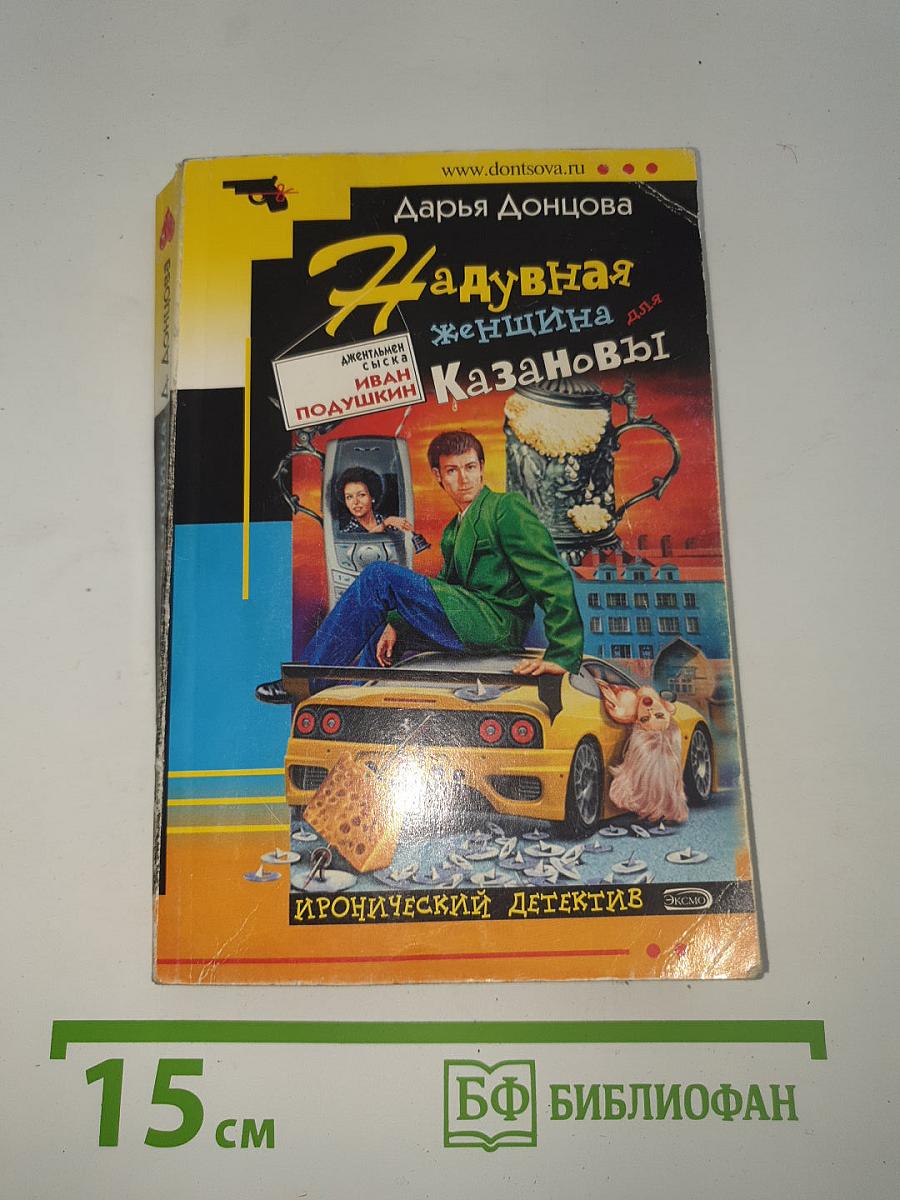 www.dontsova.ru
Дарья Донцова
Надувная
женщина для
Казановы
джентльмен
сыска
ИВАН
ПОДУШКИН
ИРОНИЧЕСКИЙ ДЕТЕКТИВ
ЭКСМО
15 см
БФ БИБЛИОФАН